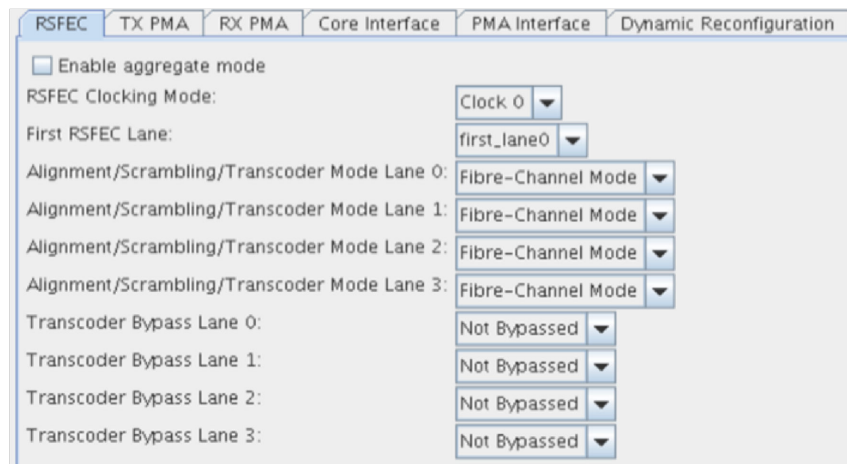 RSFEC TX PMA RX PMA Core Interface PMA Interface Dynamic Reconfiguration
Enable aggregate mode
RSFEC Clocking Mode: Clock 0
First RSFEC Lane: first_lane0
Alignment/Scrambling/Transcoder Mode Lane 0: Fibre-Channel Mode
Alignment/Scrambling/Transcoder Mode Lane 1: Fibre-Channel Mode
Alignment/Scrambling/Transcoder Mode Lane 2: Fibre-Channel Mode
Alignment/Scrambling/Transcoder Mode Lane 3: Fibre-Channel Mode
Transcoder Bypass Lane 0: Not Bypassed
Transcoder Bypass Lane 1: Not Bypassed
Transcoder Bypass Lane 2: Not Bypassed
Transcoder Bypass Lane 3: Not Bypassed